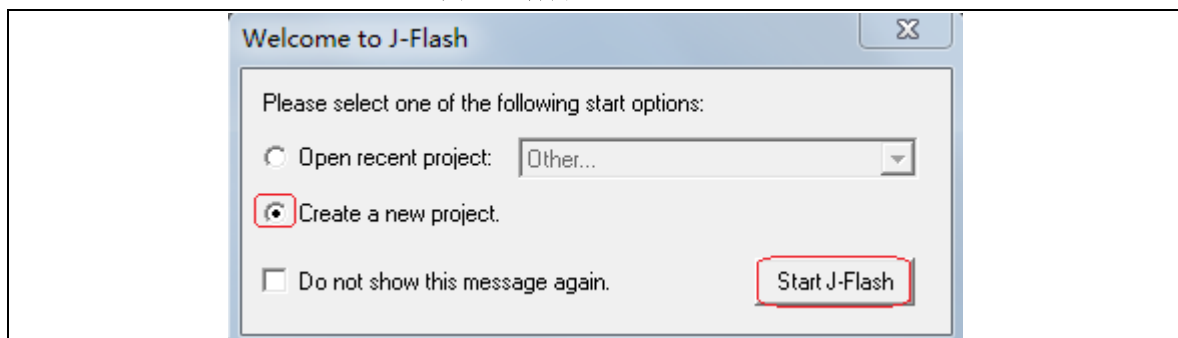 Welcome to J-Flash
Please select one of the following start options:
Open recent project: Other...
Create a new project.
Do not show this message again. Start J-Flash